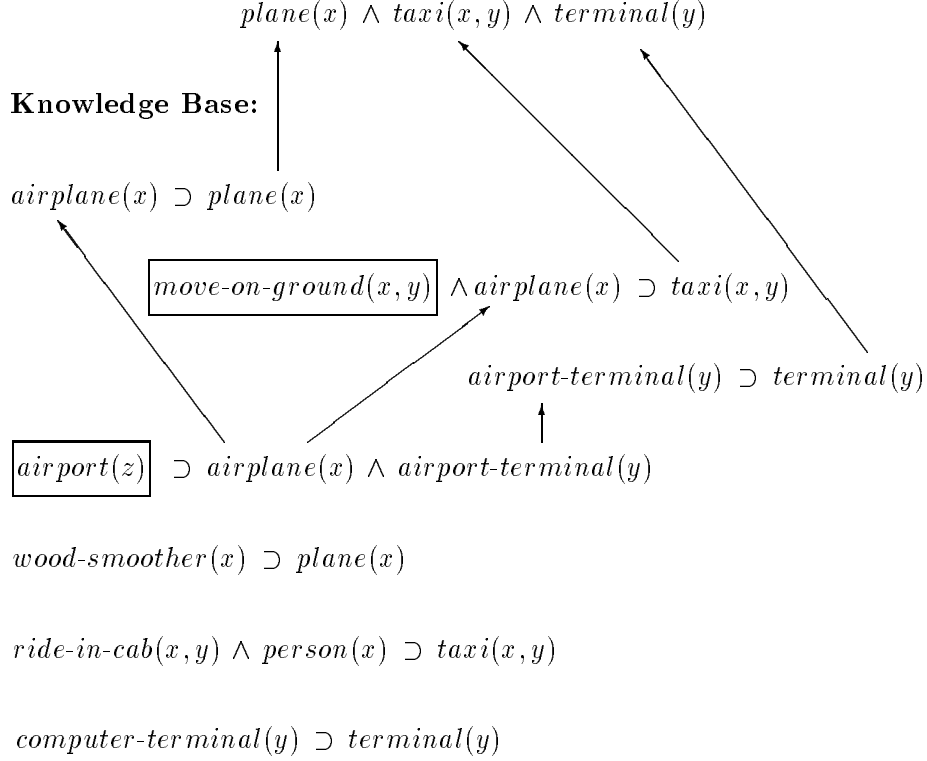 plane(x) ∧ taxi(x, y) ∧ terminal(y)
Knowledge Base:
airplane(x) ⊃ plane(x)
move-on-ground(x, y) ∧ airplane(x) ⊃ taxi(x, y)
airport-terminal(y) ⊃ terminal(y)
airport(z) ⊃ airplane(x) ∧ airport-terminal(y)
wood-smoother(x) ⊃ plane(x)
ride-in-cab(x, y) ∧ person(x) ⊃ taxi(x, y)
computer-terminal(y) ⊃ terminal(y)